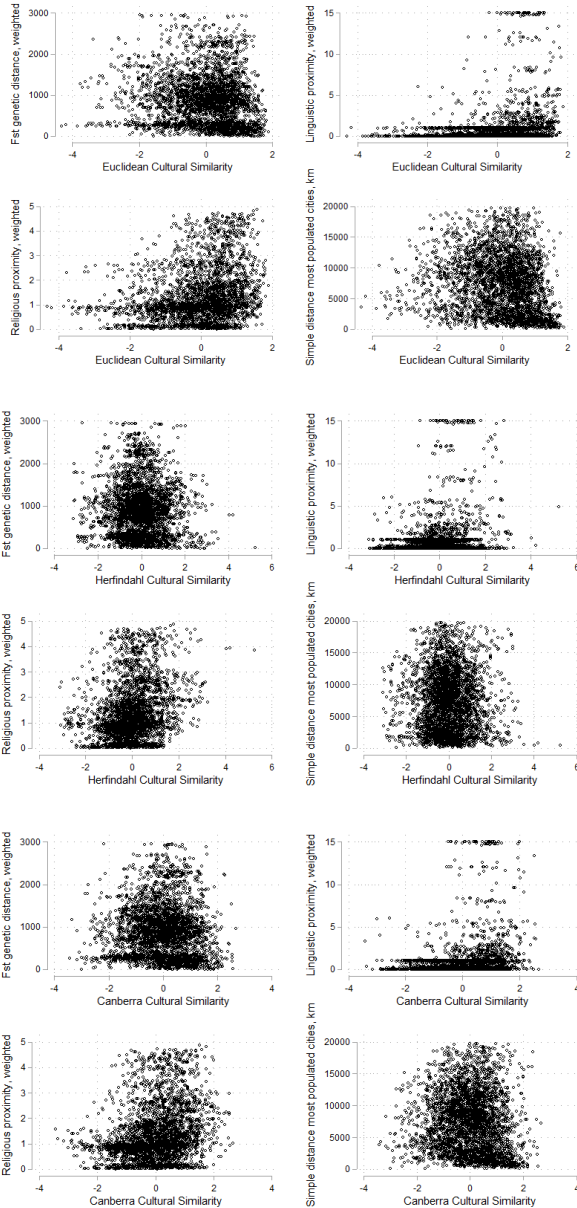 Fst genetic distance, weighted
3000
2000
1000
0
-4 -2 0 2
Euclidean Cultural Similarity
Linguistic proximity, weighted
15
10
5
0
-4 -2 0 2
Euclidean Cultural Similarity
Religious proximity, weighted
5
4
3
2
1
0
-4 -2 0 2
Euclidean Cultural Similarity
Simple distance most populated cities, km
20000
15000
10000
5000
0
-4 -2 0 2
Euclidean Cultural Similarity
Fst genetic distance, weighted
3000
2000
1000
0
-4 -2 0 2 4 6
Herfindahl Cultural Similarity
Linguistic proximity, weighted
15
10
5
0
-4 -2 0 2 4 6
Herfindahl Cultural Similarity
Religious proximity, weighted
5
4
3
2
1
0
-4 -2 0 2 4 6
Herfindahl Cultural Similarity
Simple distance most populated cities, km
20000
15000
10000
5000
0
-4 -2 0 2 4 6
Herfindahl Cultural Similarity
Fst genetic distance, weighted
3000
2000
1000
0
-4 -2 0 2 4
Canberra Cultural Similarity
Linguistic proximity, weighted
15
10
5
0
-4 -2 0 2 4
Canberra Cultural Similarity
Religious proximity, weighted
5
4
3
2
1
0
-4 -2 0 2 4
Canberra Cultural Similarity
Simple distance most populated cities, km
20000
15000
10000
5000
0
-4 -2 0 2 4
Canberra Cultural Similarity